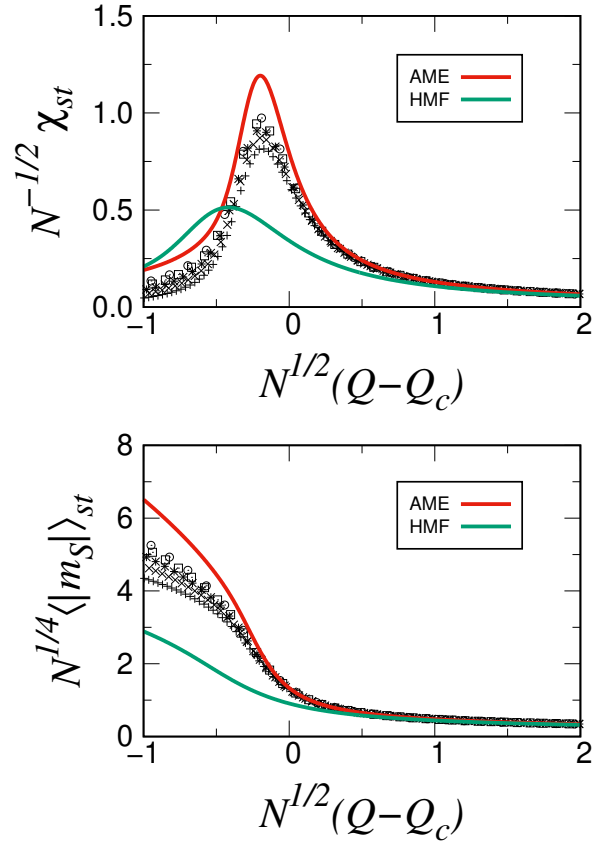 N^{-1/2} χ_{st}
1.5
1.0
0.5
0.0
AME
HMF
-1 0 1 2
N^{1/2}(Q−Q_c)
N^{1/4}⟨|m_S|⟩_{st}
8
6
4
2
0
AME
HMF
-1 0 1 2
N^{1/2}(Q−Q_c)